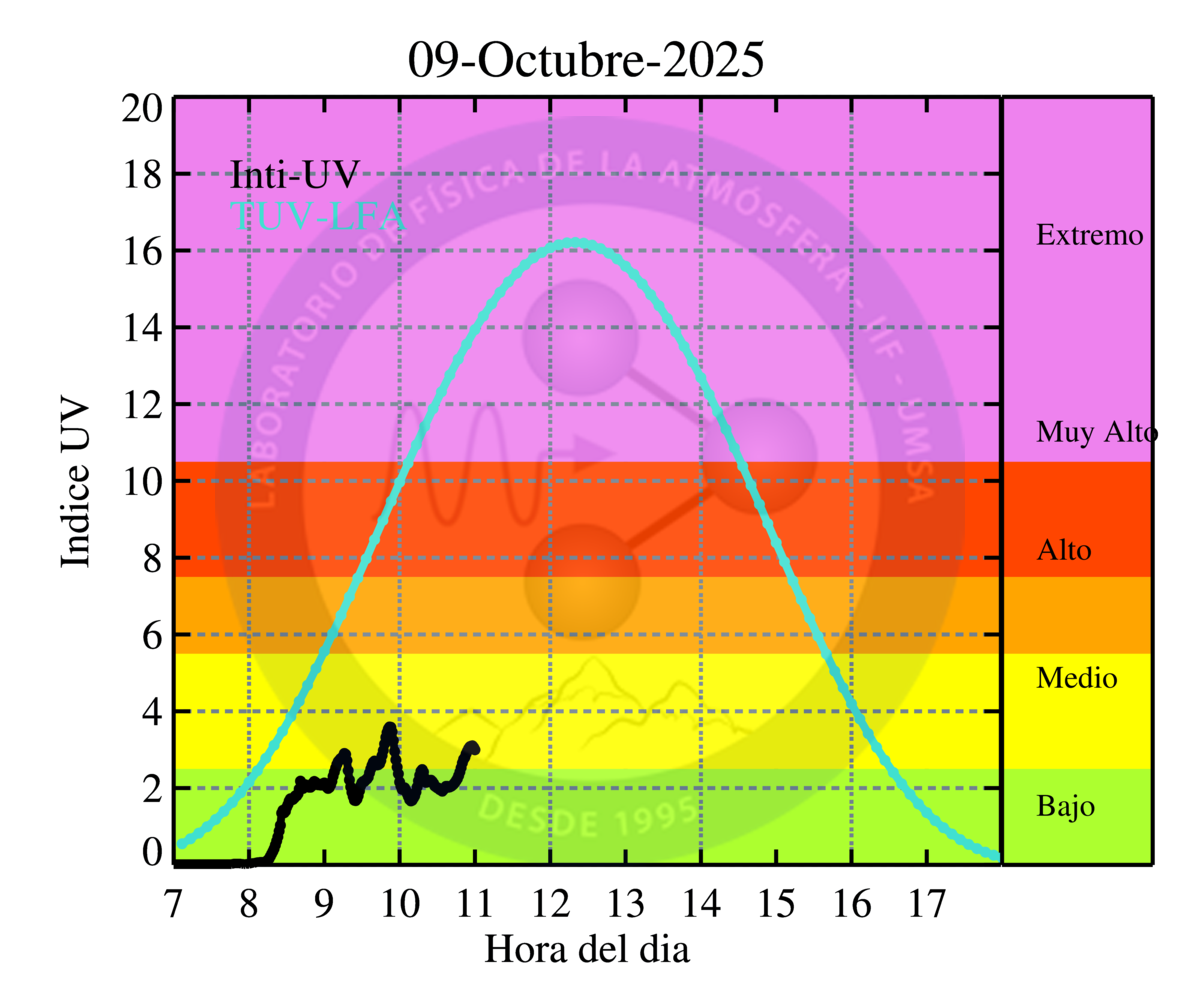 09-Octubre-2025
20
18
16
14
12
10
8
6
4
2
0
Indice UV
Inti-UV
TUV-LFA
LABORATORIO DE FÍSICA DE LA ATMÓSFERA - IIF - UMSA
DESDE 1995
Extremo
Muy Alto
Alto
Medio
Bajo
7 8 9 10 11 12 13 14 15 16 17
Hora del dia